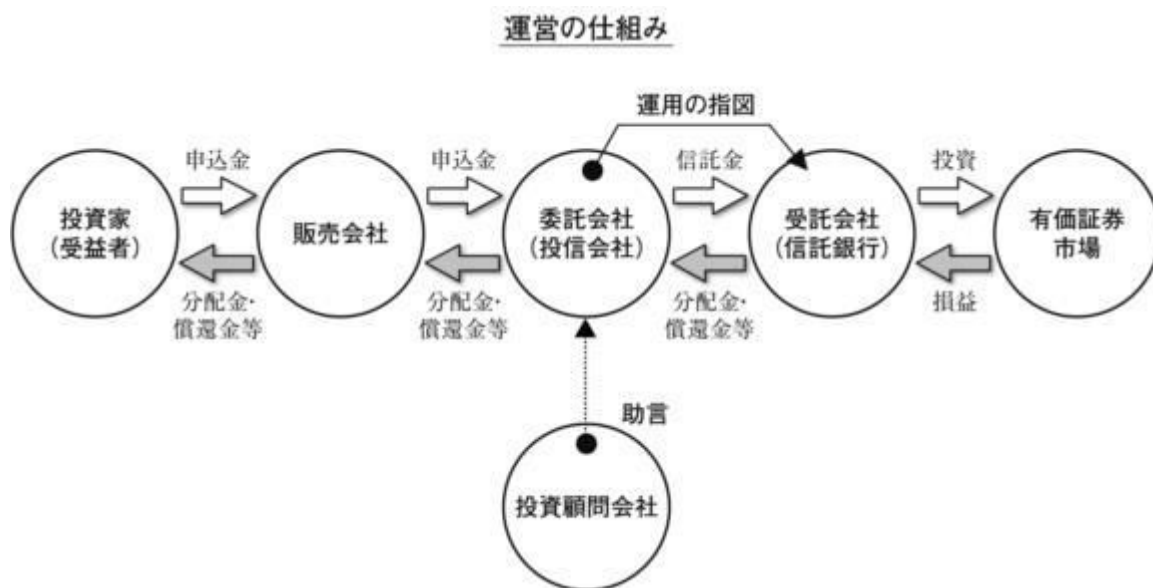 運営の仕組み
運用の指図
申込金
申込金
信託金
投資
投資家
(受益者)
販売会社
委託会社
(投信会社)
受託会社
(信託銀行)
有価証券
市場
分配金・
償還金等
分配金・
償還金等
分配金・
償還金等
損益
助言
投資顧問会社